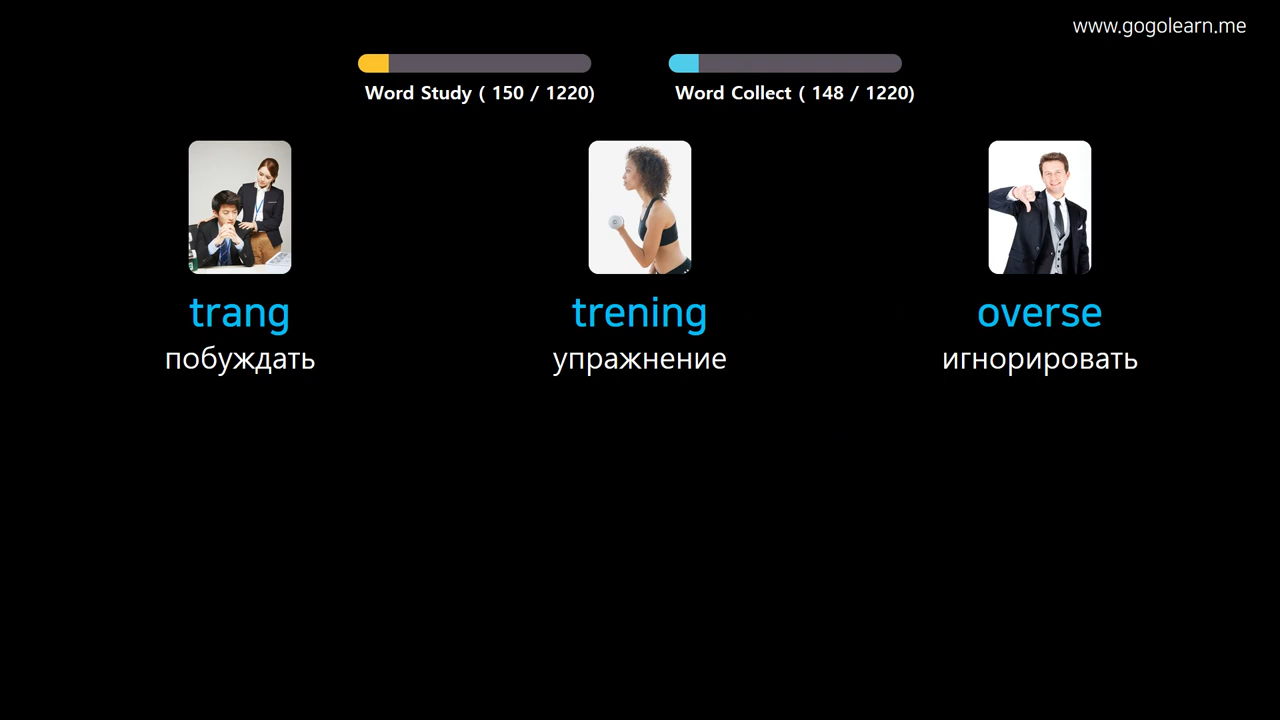 www.gogolearn.me
Word Study ( 150 / 1220)
Word Collect ( 148 / 1220)
trang
trening
overse
побуждать
упражнение
игнорировать